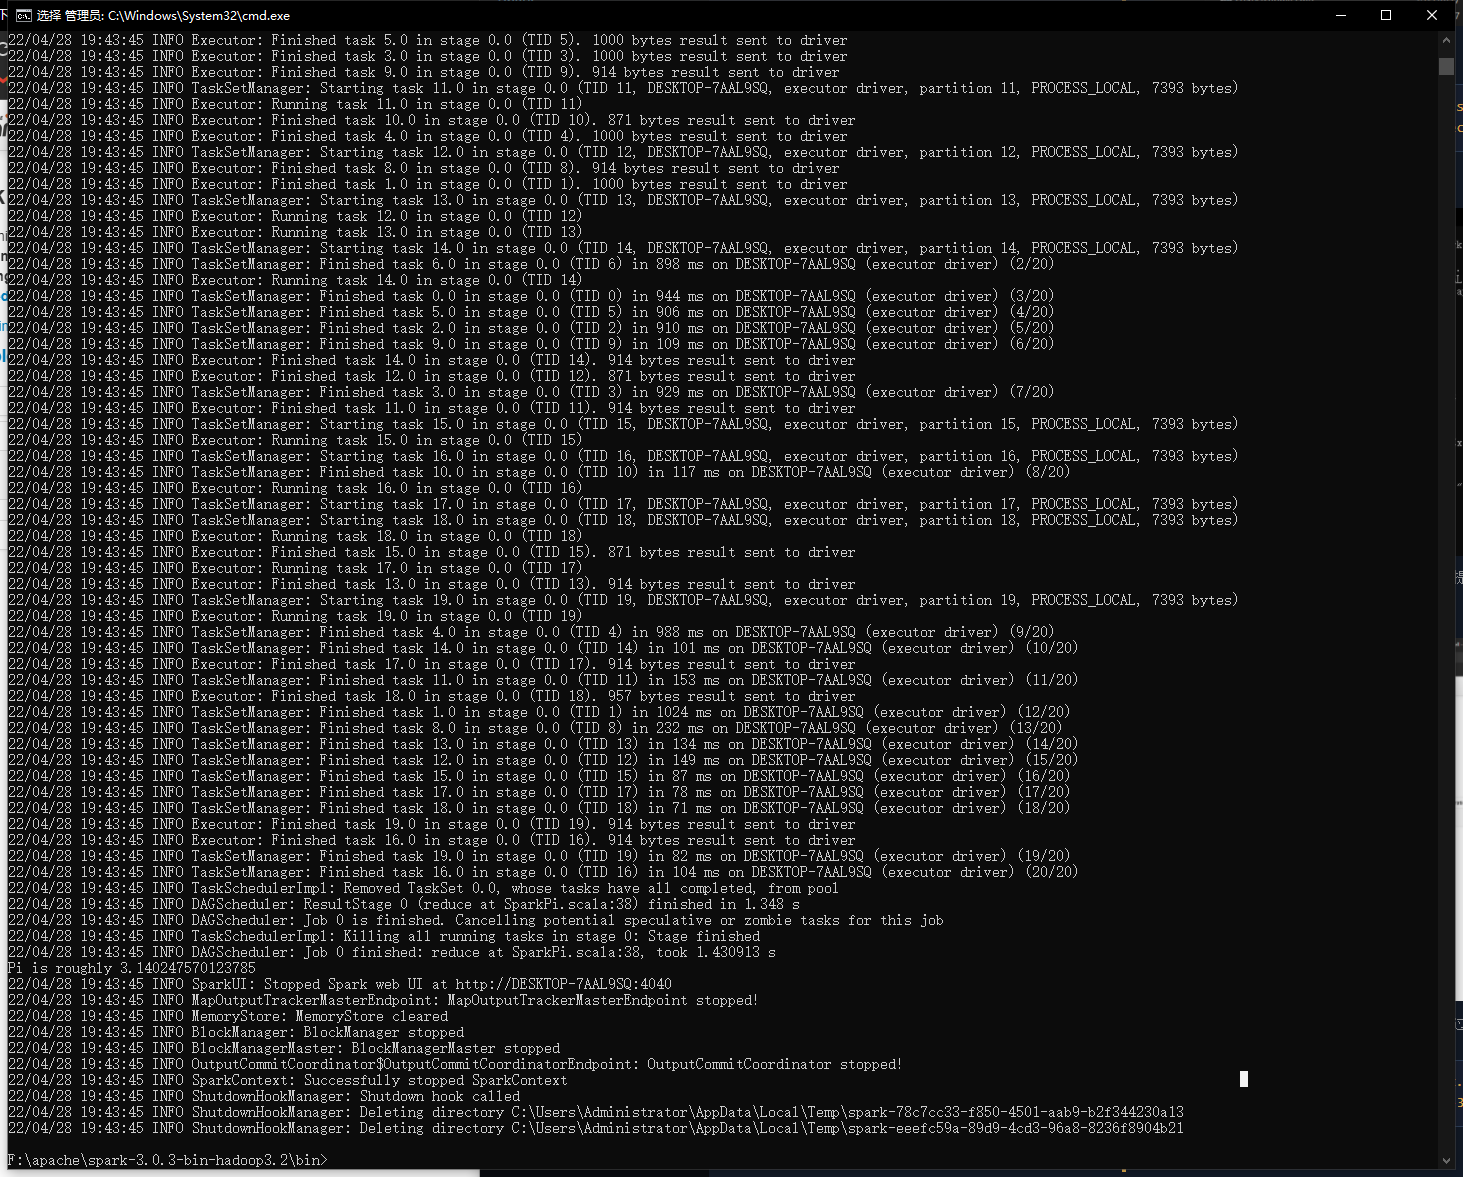 选择 管理员: C:\Windows\System32\cmd.exe
22/04/28 19:43:45 INFO Executor: Finished task 5.0 in stage 0.0 (TID 5). 1000 bytes result sent to driver
22/04/28 19:43:45 INFO Executor: Finished task 3.0 in stage 0.0 (TID 3). 1000 bytes result sent to driver
22/04/28 19:43:45 INFO Executor: Finished task 9.0 in stage 0.0 (TID 9). 914 bytes result sent to driver
22/04/28 19:43:45 INFO TaskSetManager: Starting task 11.0 in stage 0.0 (TID 11, DESKTOP-7AAL9SQ, executor driver, partition 11, PROCESS_LOCAL, 7393 bytes)
22/04/28 19:43:45 INFO Executor: Running task 11.0 in stage 0.0 (TID 11)
22/04/28 19:43:45 INFO Executor: Finished task 10.0 in stage 0.0 (TID 10). 871 bytes result sent to driver
22/04/28 19:43:45 INFO Executor: Finished task 4.0 in stage 0.0 (TID 4). 1000 bytes result sent to driver
22/04/28 19:43:45 INFO TaskSetManager: Starting task 12.0 in stage 0.0 (TID 12, DESKTOP-7AAL9SQ, executor driver, partition 12, PROCESS_LOCAL, 7393 bytes)
22/04/28 19:43:45 INFO Executor: Finished task 8.0 in stage 0.0 (TID 8). 914 bytes result sent to driver
22/04/28 19:43:45 INFO Executor: Finished task 1.0 in stage 0.0 (TID 1). 1000 bytes result sent to driver
22/04/28 19:43:45 INFO TaskSetManager: Starting task 13.0 in stage 0.0 (TID 13, DESKTOP-7AAL9SQ, executor driver, partition 13, PROCESS_LOCAL, 7393 bytes)
22/04/28 19:43:45 INFO Executor: Running task 12.0 in stage 0.0 (TID 12)
22/04/28 19:43:45 INFO Executor: Running task 13.0 in stage 0.0 (TID 13)
22/04/28 19:43:45 INFO TaskSetManager: Starting task 14.0 in stage 0.0 (TID 14, DESKTOP-7AAL9SQ, executor driver, partition 14, PROCESS_LOCAL, 7393 bytes)
22/04/28 19:43:45 INFO TaskSetManager: Finished task 6.0 in stage 0.0 (TID 6) in 898 ms on DESKTOP-7AAL9SQ (executor driver) (2/20)
22/04/28 19:43:45 INFO Executor: Running task 14.0 in stage 0.0 (TID 14)
22/04/28 19:43:45 INFO TaskSetManager: Finished task 0.0 in stage 0.0 (TID 0) in 944 ms on DESKTOP-7AAL9SQ (executor driver) (3/20)
22/04/28 19:43:45 INFO TaskSetManager: Finished task 5.0 in stage 0.0 (TID 5) in 906 ms on DESKTOP-7AAL9SQ (executor driver) (4/20)
22/04/28 19:43:45 INFO TaskSetManager: Finished task 2.0 in stage 0.0 (TID 2) in 910 ms on DESKTOP-7AAL9SQ (executor driver) (5/20)
22/04/28 19:43:45 INFO TaskSetManager: Finished task 9.0 in stage 0.0 (TID 9) in 109 ms on DESKTOP-7AAL9SQ (executor driver) (6/20)
22/04/28 19:43:45 INFO Executor: Finished task 14.0 in stage 0.0 (TID 14). 914 bytes result sent to driver
22/04/28 19:43:45 INFO Executor: Finished task 12.0 in stage 0.0 (TID 12). 871 bytes result sent to driver
22/04/28 19:43:45 INFO TaskSetManager: Finished task 3.0 in stage 0.0 (TID 3) in 929 ms on DESKTOP-7AAL9SQ (executor driver) (7/20)
22/04/28 19:43:45 INFO Executor: Finished task 11.0 in stage 0.0 (TID 11). 914 bytes result sent to driver
22/04/28 19:43:45 INFO TaskSetManager: Starting task 15.0 in stage 0.0 (TID 15, DESKTOP-7AAL9SQ, executor driver, partition 15, PROCESS_LOCAL, 7393 bytes)
22/04/28 19:43:45 INFO Executor: Running task 15.0 in stage 0.0 (TID 15)
22/04/28 19:43:45 INFO TaskSetManager: Starting task 16.0 in stage 0.0 (TID 16, DESKTOP-7AAL9SQ, executor driver, partition 16, PROCESS_LOCAL, 7393 bytes)
22/04/28 19:43:45 INFO TaskSetManager: Finished task 10.0 in stage 0.0 (TID 10) in 117 ms on DESKTOP-7AAL9SQ (executor driver) (8/20)
22/04/28 19:43:45 INFO Executor: Running task 16.0 in stage 0.0 (TID 16)
22/04/28 19:43:45 INFO TaskSetManager: Starting task 17.0 in stage 0.0 (TID 17, DESKTOP-7AAL9SQ, executor driver, partition 17, PROCESS_LOCAL, 7393 bytes)
22/04/28 19:43:45 INFO TaskSetManager: Starting task 18.0 in stage 0.0 (TID 18, DESKTOP-7AAL9SQ, executor driver, partition 18, PROCESS_LOCAL, 7393 bytes)
22/04/28 19:43:45 INFO Executor: Running task 18.0 in stage 0.0 (TID 18)
22/04/28 19:43:45 INFO Executor: Finished task 15.0 in stage 0.0 (TID 15). 871 bytes result sent to driver
22/04/28 19:43:45 INFO Executor: Running task 17.0 in stage 0.0 (TID 17)
22/04/28 19:43:45 INFO Executor: Finished task 13.0 in stage 0.0 (TID 13). 914 bytes result sent to driver
22/04/28 19:43:45 INFO TaskSetManager: Starting task 19.0 in stage 0.0 (TID 19, DESKTOP-7AAL9SQ, executor driver, partition 19, PROCESS_LOCAL, 7393 bytes)
22/04/28 19:43:45 INFO Executor: Running task 19.0 in stage 0.0 (TID 19)
22/04/28 19:43:45 INFO TaskSetManager: Finished task 4.0 in stage 0.0 (TID 4) in 988 ms on DESKTOP-7AAL9SQ (executor driver) (9/20)
22/04/28 19:43:45 INFO TaskSetManager: Finished task 14.0 in stage 0.0 (TID 14) in 101 ms on DESKTOP-7AAL9SQ (executor driver) (10/20)
22/04/28 19:43:45 INFO Executor: Finished task 17.0 in stage 0.0 (TID 17). 914 bytes result sent to driver
22/04/28 19:43:45 INFO TaskSetManager: Finished task 11.0 in stage 0.0 (TID 11) in 153 ms on DESKTOP-7AAL9SQ (executor driver) (11/20)
22/04/28 19:43:45 INFO Executor: Finished task 18.0 in stage 0.0 (TID 18). 957 bytes result sent to driver
22/04/28 19:43:45 INFO TaskSetManager: Finished task 1.0 in stage 0.0 (TID 1) in 1024 ms on DESKTOP-7AAL9SQ (executor driver) (12/20)
22/04/28 19:43:45 INFO TaskSetManager: Finished task 8.0 in stage 0.0 (TID 8) in 232 ms on DESKTOP-7AAL9SQ (executor driver) (13/20)
22/04/28 19:43:45 INFO TaskSetManager: Finished task 13.0 in stage 0.0 (TID 13) in 134 ms on DESKTOP-7AAL9SQ (executor driver) (14/20)
22/04/28 19:43:45 INFO TaskSetManager: Finished task 12.0 in stage 0.0 (TID 12) in 149 ms on DESKTOP-7AAL9SQ (executor driver) (15/20)
22/04/28 19:43:45 INFO TaskSetManager: Finished task 15.0 in stage 0.0 (TID 15) in 87 ms on DESKTOP-7AAL9SQ (executor driver) (16/20)
22/04/28 19:43:45 INFO TaskSetManager: Finished task 17.0 in stage 0.0 (TID 17) in 78 ms on DESKTOP-7AAL9SQ (executor driver) (17/20)
22/04/28 19:43:45 INFO TaskSetManager: Finished task 18.0 in stage 0.0 (TID 18) in 71 ms on DESKTOP-7AAL9SQ (executor driver) (18/20)
22/04/28 19:43:45 INFO Executor: Finished task 19.0 in stage 0.0 (TID 19). 914 bytes result sent to driver
22/04/28 19:43:45 INFO Executor: Finished task 16.0 in stage 0.0 (TID 16). 914 bytes result sent to driver
22/04/28 19:43:45 INFO TaskSetManager: Finished task 19.0 in stage 0.0 (TID 19) in 82 ms on DESKTOP-7AAL9SQ (executor driver) (19/20)
22/04/28 19:43:45 INFO TaskSetManager: Finished task 16.0 in stage 0.0 (TID 16) in 104 ms on DESKTOP-7AAL9SQ (executor driver) (20/20)
22/04/28 19:43:45 INFO TaskSchedulerImpl: Removed TaskSet 0.0, whose tasks have all completed, from pool
22/04/28 19:43:45 INFO DAGScheduler: ResultStage 0 (reduce at SparkPi.scala:38) finished in 1.348 s
22/04/28 19:43:45 INFO DAGScheduler: Job 0 is finished. Cancelling potential speculative or zombie tasks for this job
22/04/28 19:43:45 INFO TaskSchedulerImpl: Killing all running tasks in stage 0: Stage finished
22/04/28 19:43:45 INFO DAGScheduler: Job 0 finished: reduce at SparkPi.scala:38, took 1.430913 s
Pi is roughly 3.140247570123785
22/04/28 19:43:45 INFO SparkUI: Stopped Spark web UI at http://DESKTOP-7AAL9SQ:4040
22/04/28 19:43:45 INFO MapOutputTrackerMasterEndpoint: MapOutputTrackerMasterEndpoint stopped!
22/04/28 19:43:45 INFO MemoryStore: MemoryStore cleared
22/04/28 19:43:45 INFO BlockManager: BlockManager stopped
22/04/28 19:43:45 INFO BlockManagerMaster: BlockManagerMaster stopped
22/04/28 19:43:45 INFO OutputCommitCoordinator$OutputCommitCoordinatorEndpoint: OutputCommitCoordinator stopped!
22/04/28 19:43:45 INFO SparkContext: Successfully stopped SparkContext
22/04/28 19:43:45 INFO ShutdownHookManager: Shutdown hook called
22/04/28 19:43:45 INFO ShutdownHookManager: Deleting directory C:\Users\Administrator\AppData\Local\Temp\spark-78c7cc33-f850-4501-aab9-b2f344230a13
22/04/28 19:43:45 INFO ShutdownHookManager: Deleting directory C:\Users\Administrator\AppData\Local\Temp\spark-eeefc59a-89d9-4cd3-96a8-8236f8904b21
F:\apache\spark-3.0.3-bin-hadoop3.2\bin>